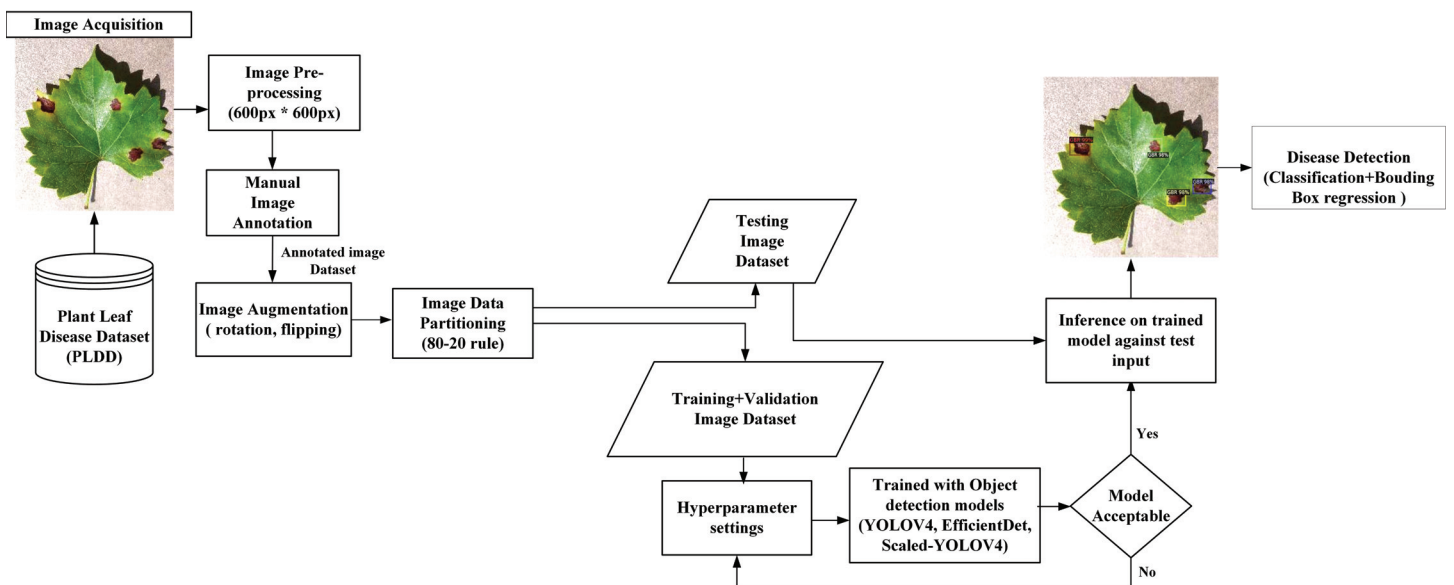 Image Acquisition
Image Pre-
processing
(600px * 600px)
Manual
Image
Annotation
Annotated image
Dataset
Plant Leaf
Disease Dataset
(PLDD)
Image Augmentation
( rotation, flipping)
Image Data
Partitioning
(80-20 rule)
Testing
Image
Dataset
Training+Validation
Image Dataset
Hyperparameter
settings
Trained with Object
detection models
(YOLOV4, EfficientDet,
Scaled-YOLOV4)
Model
Acceptable
No
Yes
Inference on trained
model against test
input
GBR 98%
GBR 98%
Disease Detection
(Classification+Bouding
Box regression )